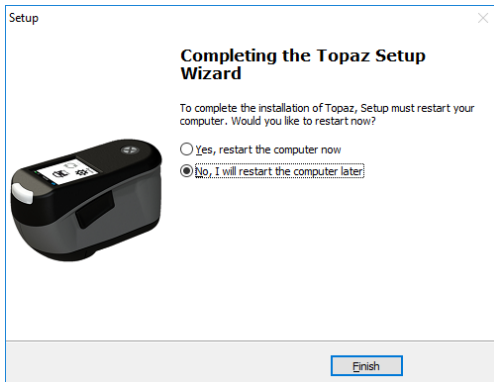 Setup
Completing the Topaz Setup
Wizard
To complete the installation of Topaz, Setup must restart your
computer. Would you like to restart now?
Yes, restart the computer now
No, I will restart the computer later
Finish